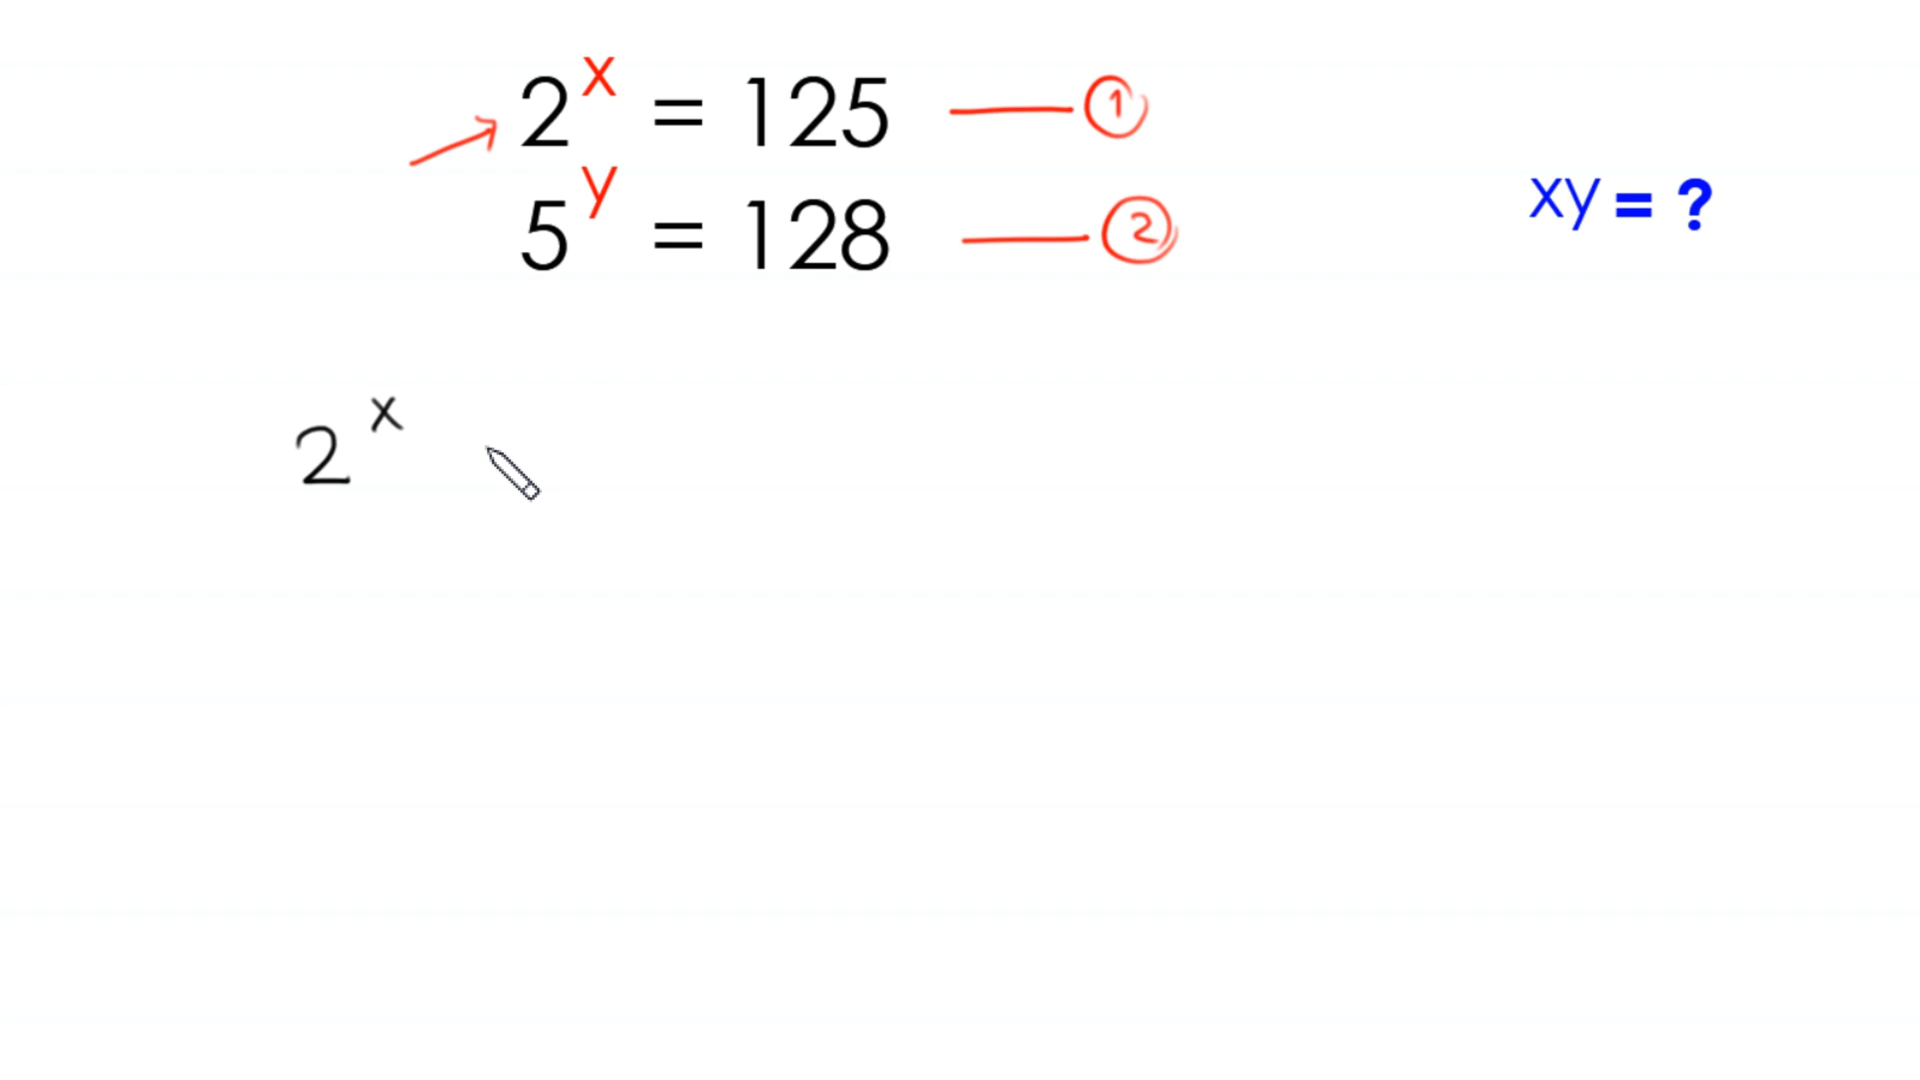 2^x = 125 —— ①
5^y = 128 —— ②
xy = ?
2^x